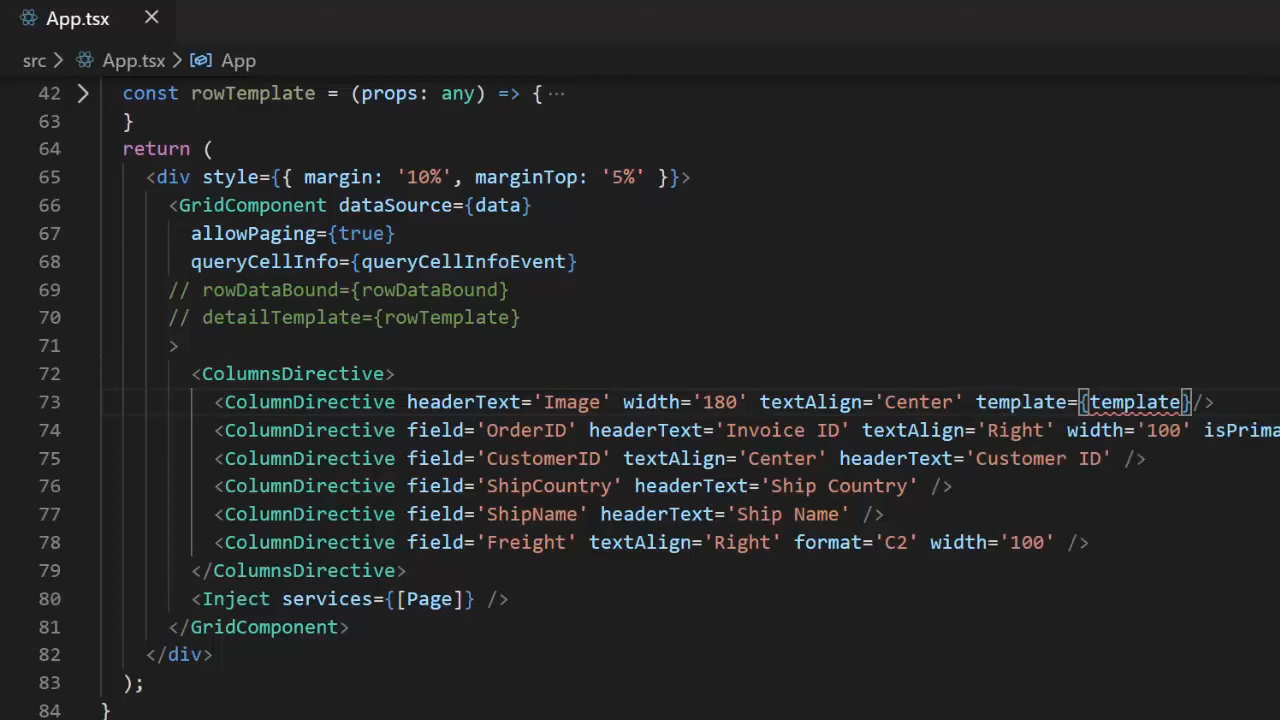 App.tsx
src > App.tsx > App
42 const rowTemplate = (props: any) => { ···
63 }
64 return (
65 <div style={{ margin: '10%', marginTop: '5%' }}>
66 <GridComponent dataSource={data}
67 allowPaging={true}
68 queryCellInfo={queryCellInfoEvent}
69 // rowDataBound={rowDataBound}
70 // detailTemplate={rowTemplate}
71 >
72 <ColumnsDirective>
73 <ColumnDirective headerText='Image' width='180' textAlign='Center' template={template}/>
74 <ColumnDirective field='OrderID' headerText='Invoice ID' textAlign='Right' width='100' isPrima
75 <ColumnDirective field='CustomerID' textAlign='Center' headerText='Customer ID' />
76 <ColumnDirective field='ShipCountry' headerText='Ship Country' />
77 <ColumnDirective field='ShipName' headerText='Ship Name' />
78 <ColumnDirective field='Freight' textAlign='Right' format='C2' width='100' />
79 </ColumnsDirective>
80 <Inject services={[Page]} />
81 </GridComponent>
82 </div>
83 );
84 }